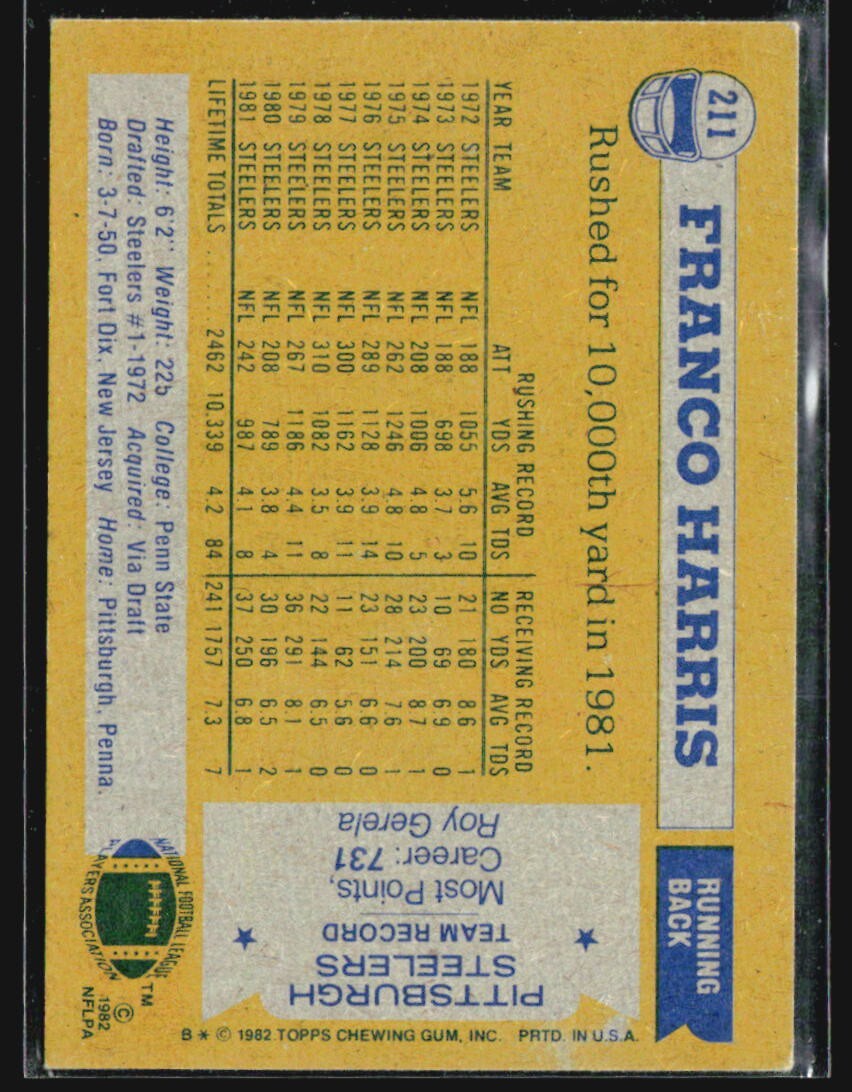 211
FRANCO HARRIS
RUNNING BACK
Rushed for 10,000th yard in 1981.
RUSHING RECORD RECEIVING RECORD
YEAR TEAM ATT YDS AVG TDS NO YDS AVG TDS
1972 STEELERS NFL 188 1055 5.6 10 21 180 8.6 1
1973 STEELERS NFL 188 698 3.7 3 10 69 6.9 0
1974 STEELERS NFL 208 1006 4.8 5 23 200 8.7 1
1975 STEELERS NFL 262 1246 4.8 10 28 214 7.6 1
1976 STEELERS NFL 289 1128 3.9 14 23 151 6.6 0
1977 STEELERS NFL 300 1162 3.9 11 11 62 5.6 0
1978 STEELERS NFL 310 1082 3.5 8 22 144 6.5 0
1979 STEELERS NFL 267 1186 4.4 11 36 291 8.1 1
1980 STEELERS NFL 208 789 3.8 4 30 196 6.5 2
1981 STEELERS NFL 242 987 4.1 8 37 250 6.8 1
LIFETIME TOTALS . . . . . . 2462 10,339 4.2 84 241 1757 7.3 7
Height: 6'2" Weight: 225 College: Penn State
Drafted: Steelers #1-1972 Acquired: Via Draft
Born: 3-7-50, Fort Dix, New Jersey Home: Pittsburgh, Penna.
PITTSBURGH
STEELERS
TEAM RECORD
Most Points,
Career: 731
Roy Gerela
NATIONAL FOOTBALL LEAGUE
PLAYERS ASSOCIATION
TM
©
1982
NFLPA
B * © 1982 TOPPS CHEWING GUM, INC. PRTD. IN U.S.A.